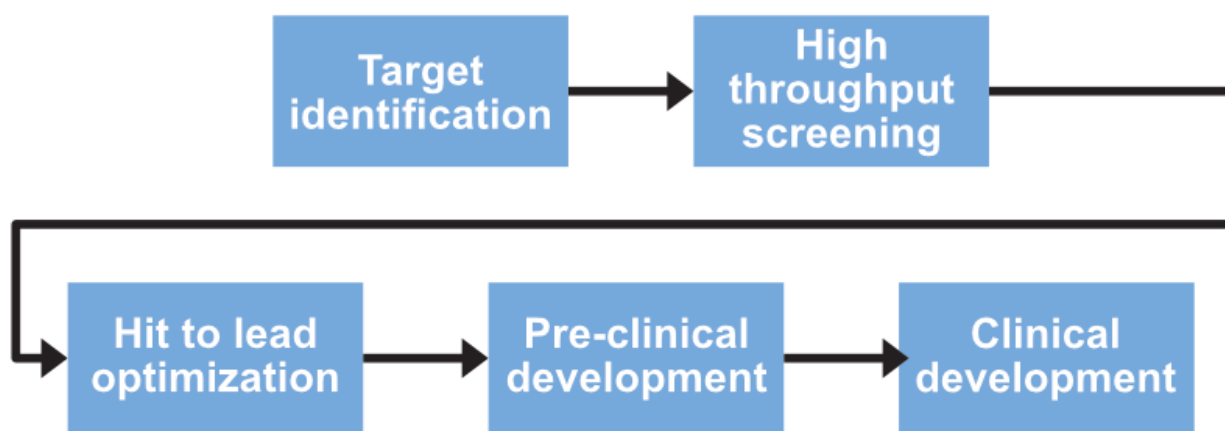 Target
identification
High
throughput
screening
Hit to lead
optimization
Pre-clinical
development
Clinical
development